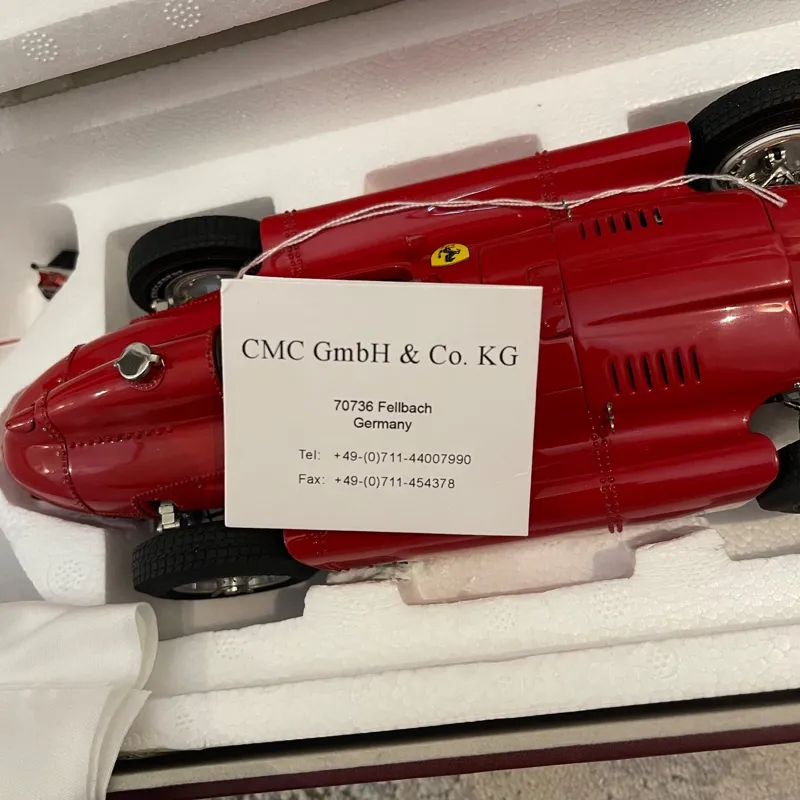 CMC GmbH & Co. KG
70736 Fellbach
Germany
Tel: +49-(0)711-44007990
Fax: +49-(0)711-454378